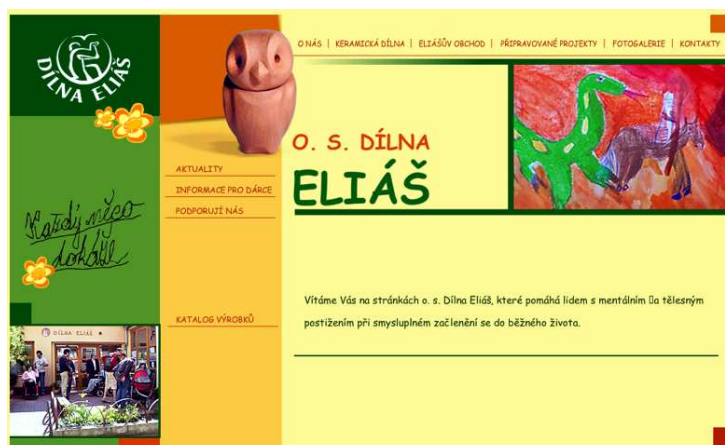 DÍLNA ELIÁŠ
O NÁS | KERAMICKÁ DÍLNA | ELIÁŠŮV OBCHOD | PŘIPRAVOVANÉ PROJEKTY | FOTOGALERIE | KONTAKTY
O. S. DÍLNA
ELIÁŠ
AKTUALITY
INFORMACE PRO DÁRCE
PODPORUJÍ NÁS
Každý něco
dokáže
KATALOG VÝROBKŮ
Vítáme Vás na stránkách o. s. Dílna Eliáš, které pomáhá lidem s mentálním a tělesným
postižením při smysluplném začlenění se do běžného života.
DÍLNA ELIÁŠ